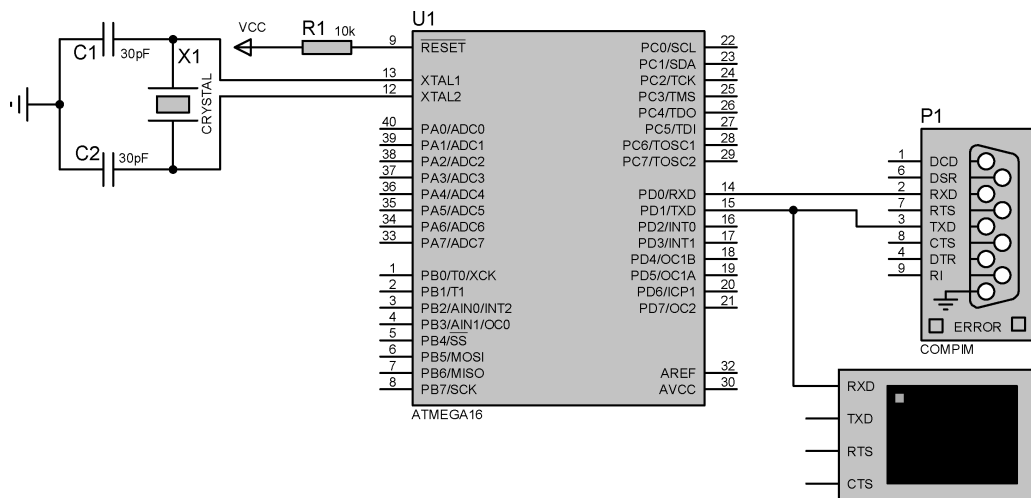 C1
30pF
X1
CRYSTAL
C2
30pF
VCC
R1
10k
U1
9 RESET
13 XTAL1
12 XTAL2
40 PA0/ADC0
39 PA1/ADC1
38 PA2/ADC2
37 PA3/ADC3
36 PA4/ADC4
35 PA5/ADC5
34 PA6/ADC6
33 PA7/ADC7
1 PB0/T0/XCK
2 PB1/T1
3 PB2/AIN0/INT2
4 PB3/AIN1/OC0
5 PB4/SS
6 PB5/MOSI
7 PB6/MISO
8 PB7/SCK
PC0/SCL 22
PC1/SDA 23
PC2/TCK 24
PC3/TMS 25
PC4/TDO 26
PC5/TDI 27
PC6/TOSC1 28
PC7/TOSC2 29
PD0/RXD 14
PD1/TXD 15
PD2/INT0 16
PD3/INT1 17
PD4/OC1B 18
PD5/OC1A 19
PD6/ICP1 20
PD7/OC2 21
AREF 32
AVCC 30
ATMEGA16
P1
1 DCD
6 DSR
2 RXD
7 RTS
3 TXD
8 CTS
4 DTR
9 RI
ERROR
COMPIM
RXD
TXD
RTS
CTS